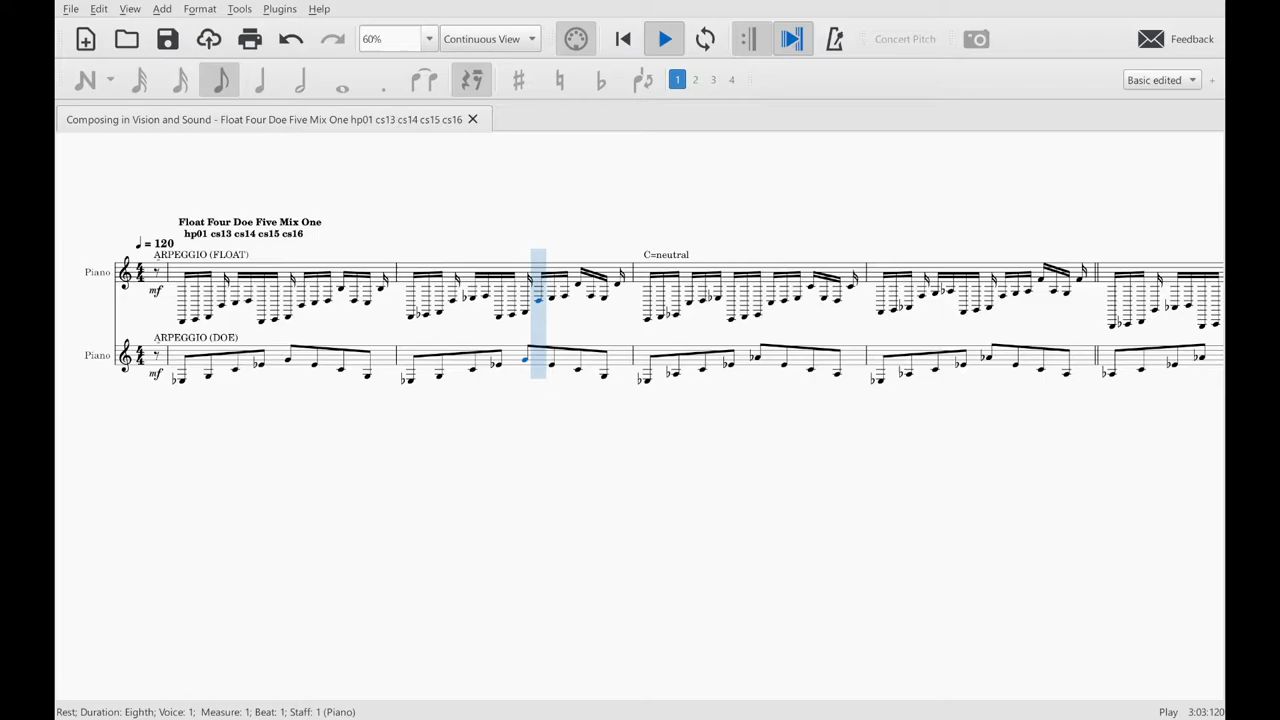 File Edit View Add Format Tools Plugins Help
60% Continuous View Concert Pitch Feedback
1 2 3 4 Basic edited +
Composing in Vision and Sound - Float Four Doe Five Mix One hp01 cs13 cs14 cs15 cs16
Float Four Doe Five Mix One
hp01 cs13 cs14 cs15 cs16
= 120
ARPEGGIO (FLOAT) C=neutral
Piano
mf
ARPEGGIO (DOE)
Piano
mf
Rest; Duration: Eighth; Voice: 1; Measure: 1; Beat: 1; Staff: 1 (Piano) Play 3:03:120